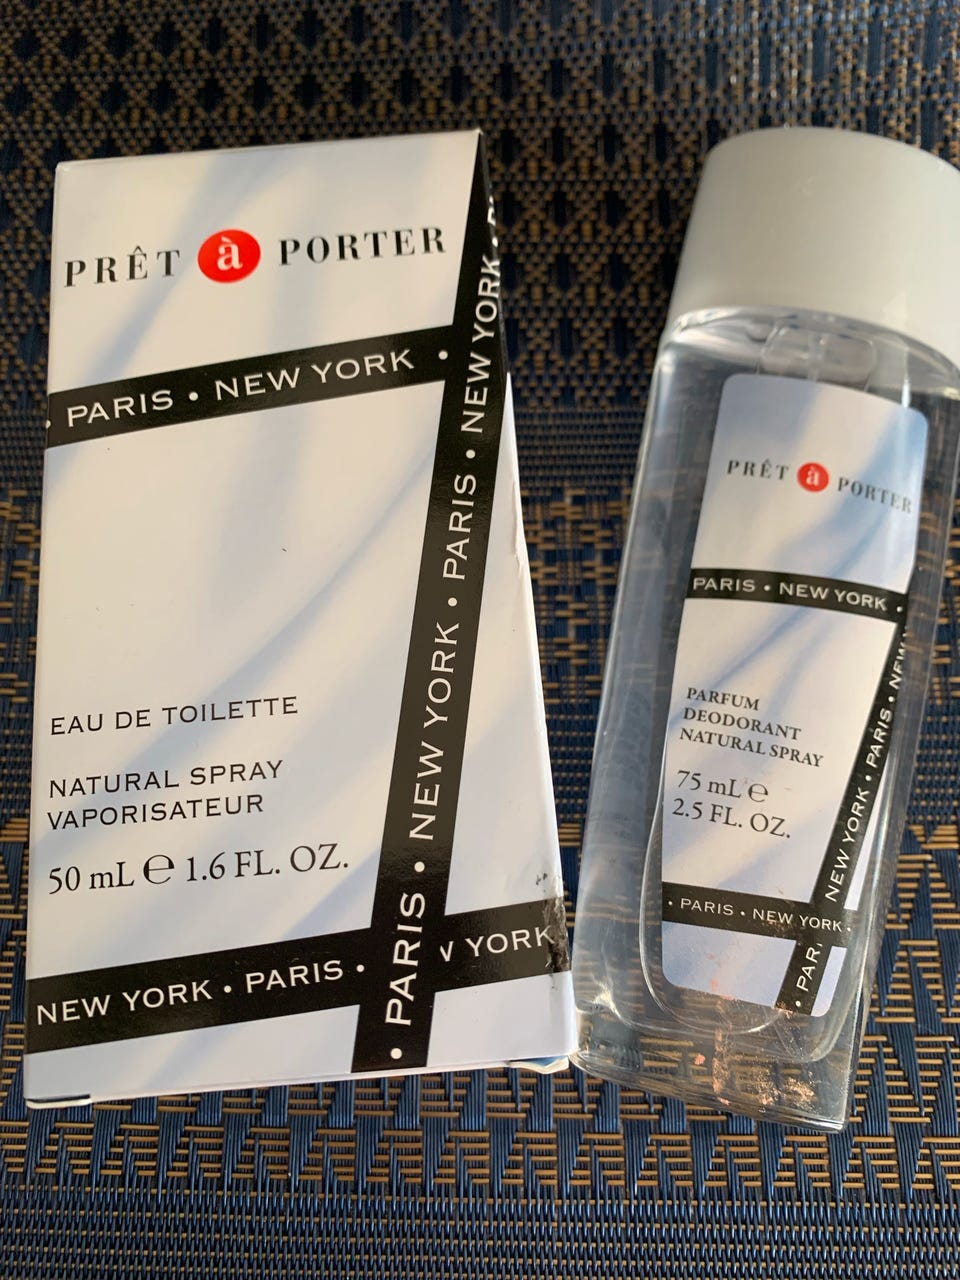 PRÊT à PORTER
PARIS • NEW YORK •
• PARIS • NEW YORK • PARIS • NEW YORK •
EAU DE TOILETTE
NATURAL SPRAY
VAPORISATEUR
50 mL ℮ 1.6 FL. OZ.
NEW YORK • PARIS •
YORK
PRÊT à PORTER
PARIS • NEW YORK •
PARFUM
DEODORANT
NATURAL SPRAY
75 mL ℮
2.5 FL. OZ.
• PARIS • NEW YORK •
NEW YORK • PARIS • NEW